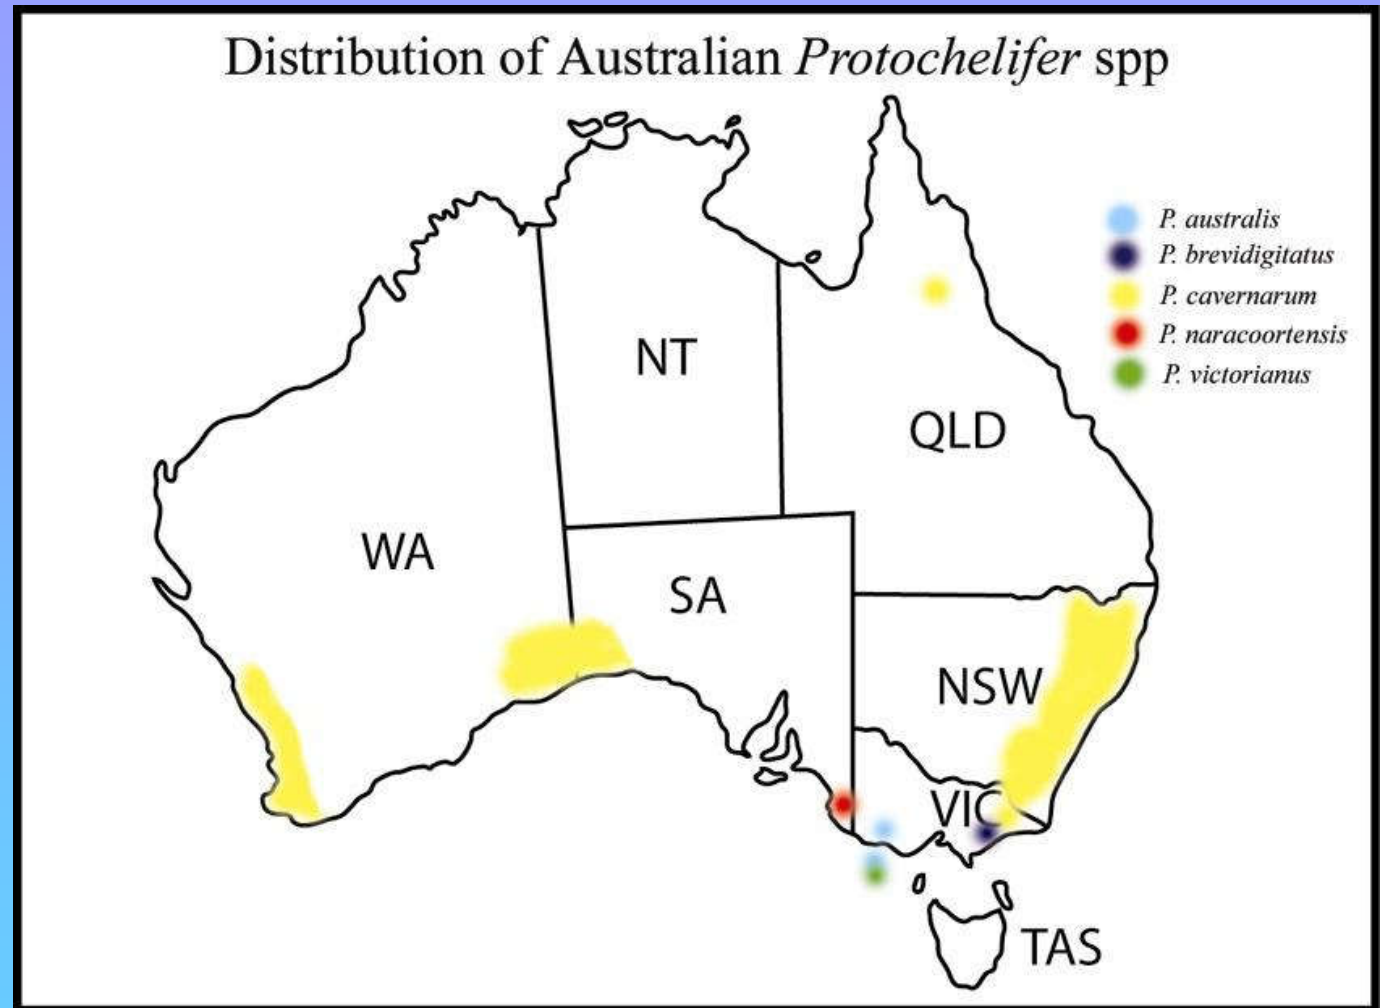 Distribution of Australian Protochelifer spp
P. australis
P. brevidigitatus
P. cavernarum
P. naracoortensis
P. victorianus
NT
QLD
WA
SA
NSW
VIC
TAS